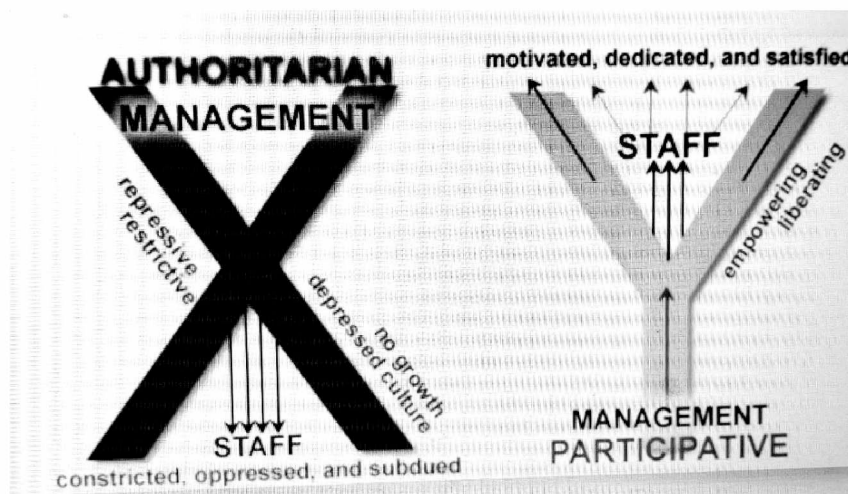 AUTHORITARIAN
MANAGEMENT
repressive
restrictive
no growth
depressed culture
STAFF
constricted, oppressed, and subdued
motivated, dedicated, and satisfied
STAFF
empowering
liberating
MANAGEMENT
PARTICIPATIVE